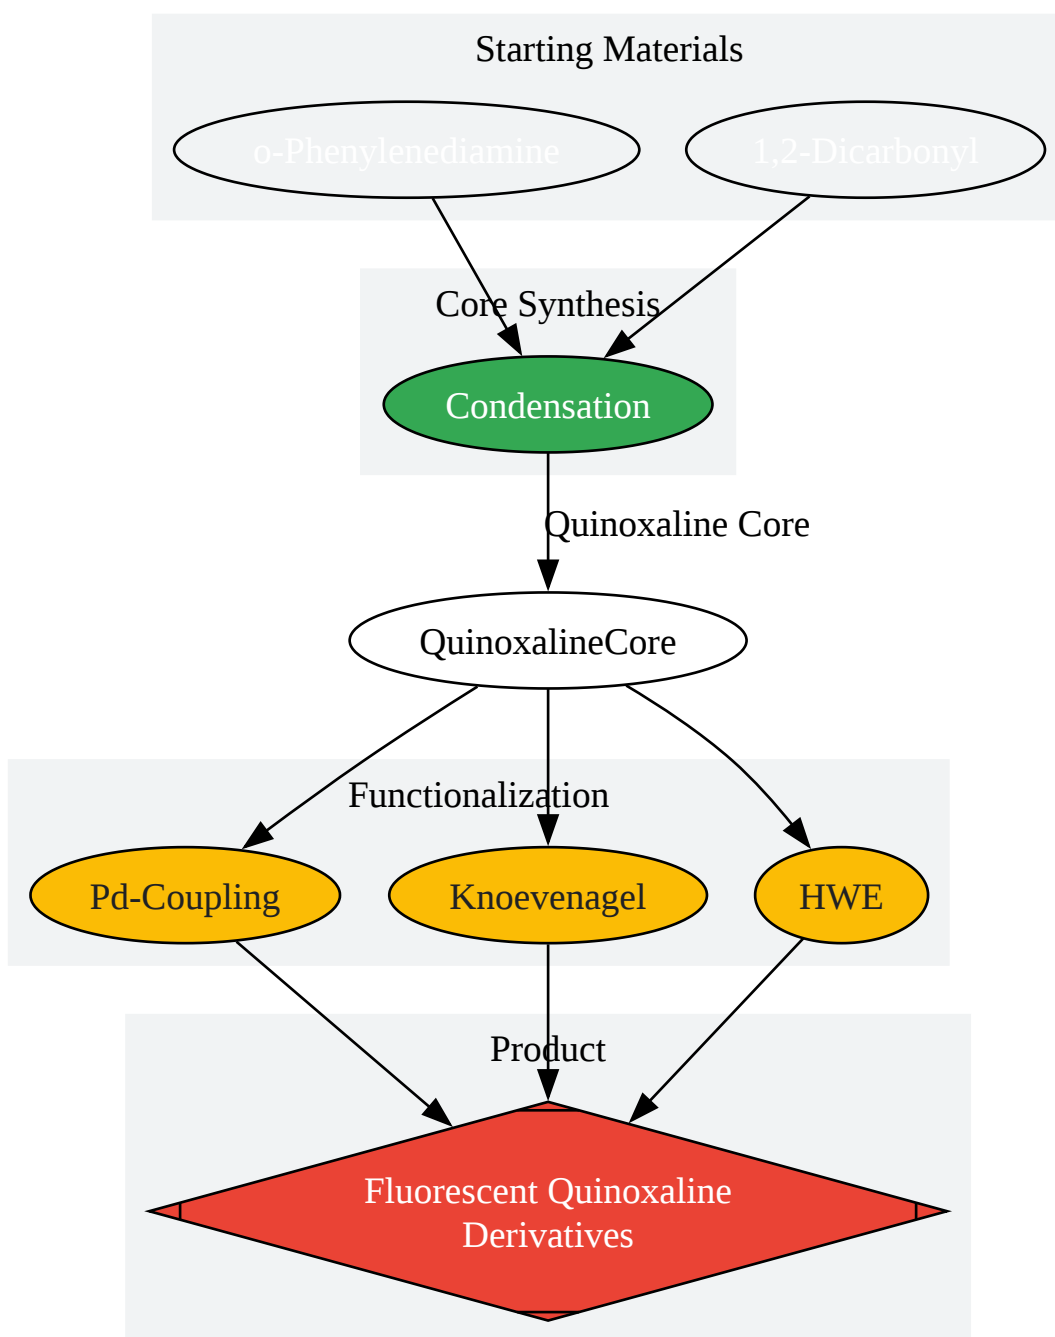 Starting Materials
o-Phenylenediamine
1,2-Dicarbonyl
Core Synthesis
Condensation
Quinoxaline Core
QuinoxalineCore
Functionalization
Pd-Coupling
Knoevenagel
HWE
Product
Fluorescent Quinoxaline
Derivatives